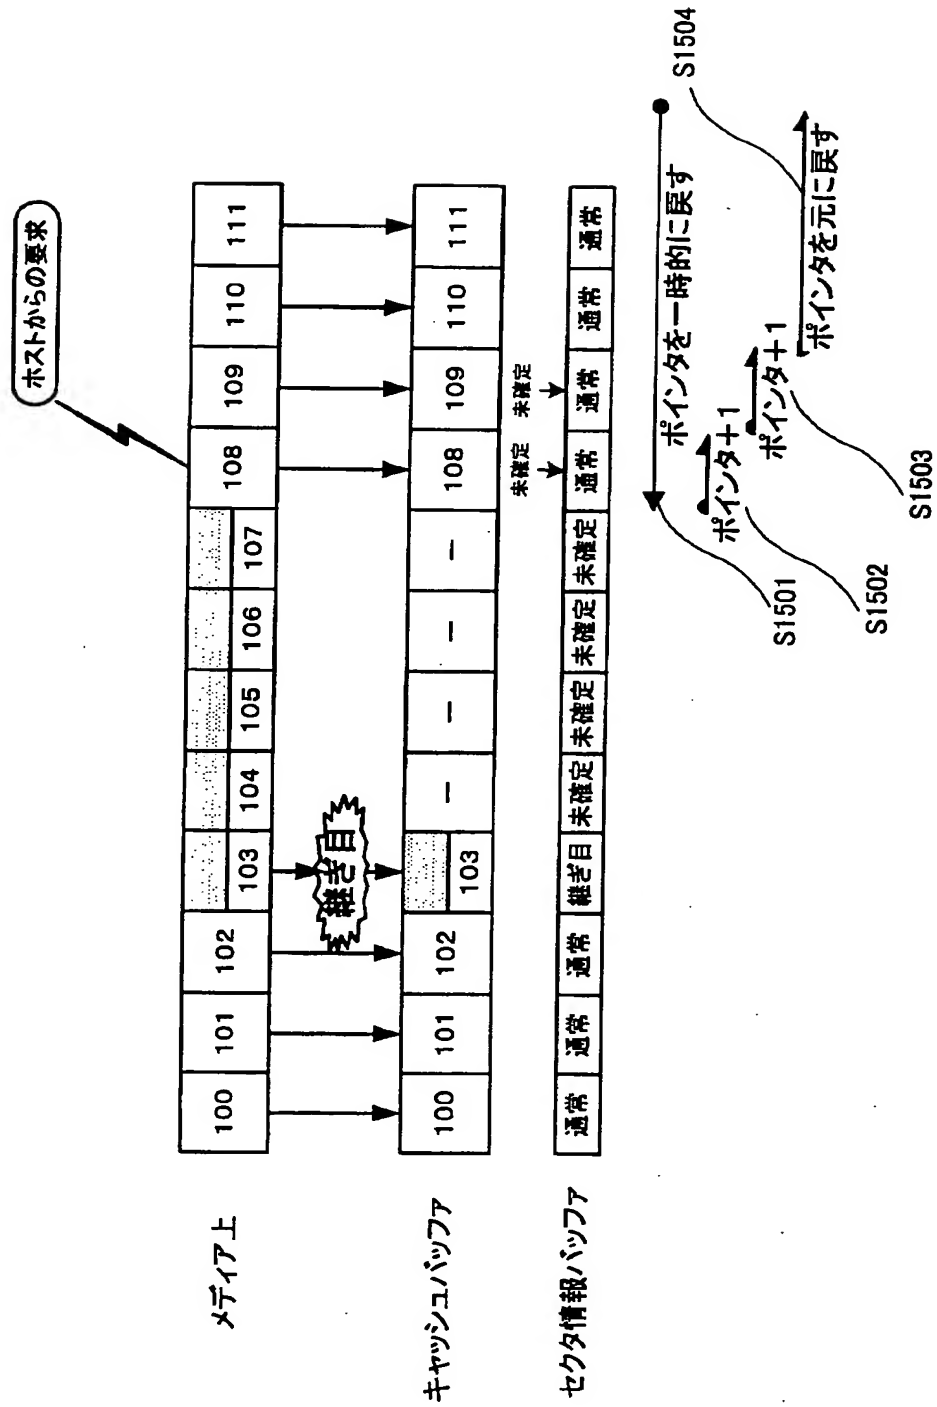 ホストからの要求
メディア上
100 101 102 103 104 105 106 107 108 109 110 111
継ぎ目
キャッシュバッファ
100 101 102 103 ー ー ー ー 108 109 110 111
未確定 未確定
セクタ情報バッファ
通常 通常 通常 継ぎ目 未確定 未確定 未確定 未確定 通常 通常 通常 通常
ポインタを一時的に戻す
ポインタ+1
ポインタ+1
ポインタを元に戻す
S1501
S1502
S1503
S1504